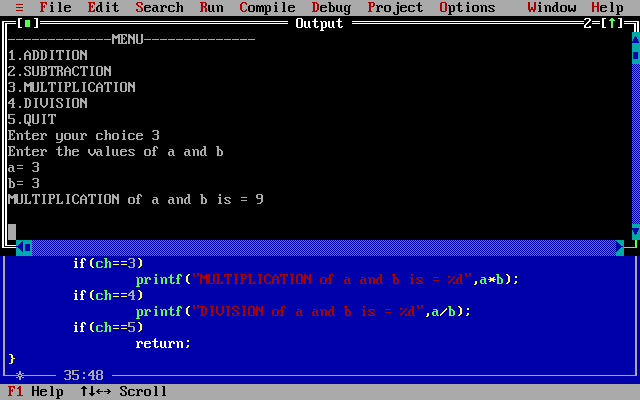 ≡ File Edit Search Run Compile Debug Project Options Window Help
[■] Output 2=[↑]
-------------MENU--------------
1.ADDITION
2.SUBTRACTION
3.MULTIPLICATION
4.DIVISION
5.QUIT
Enter your choice 3
Enter the values of a and b
a= 3
b= 3
MULTIPLICATION of a and b is = 9
if(ch==3)
printf("MULTIPLICATION of a and b is = %d",a*b);
if(ch==4)
printf("DIVISION of a and b is = %d",a/b);
if(ch==5)
return;
}
* 35:48
F1 Help ↑↓←→ Scroll